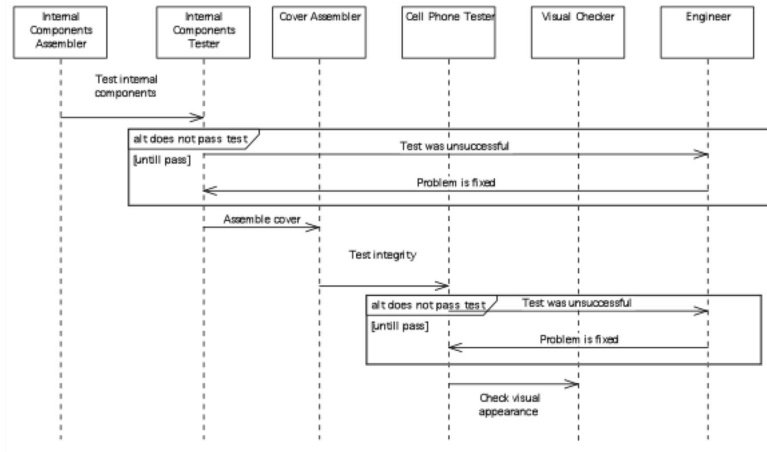 Internal
Components
Assembler
Internal
Components
Tester
Cover Assembler
Cell Phone Tester
Visual Checker
Engineer
Test internal
components
alt does not pass test
[untill pass]
Test was unsuccessful
Problem is fixed
Assemble cover
Test integrity
alt does not pass test
[untill pass]
Test was unsuccessful
Problem is fixed
Check visual
appearance